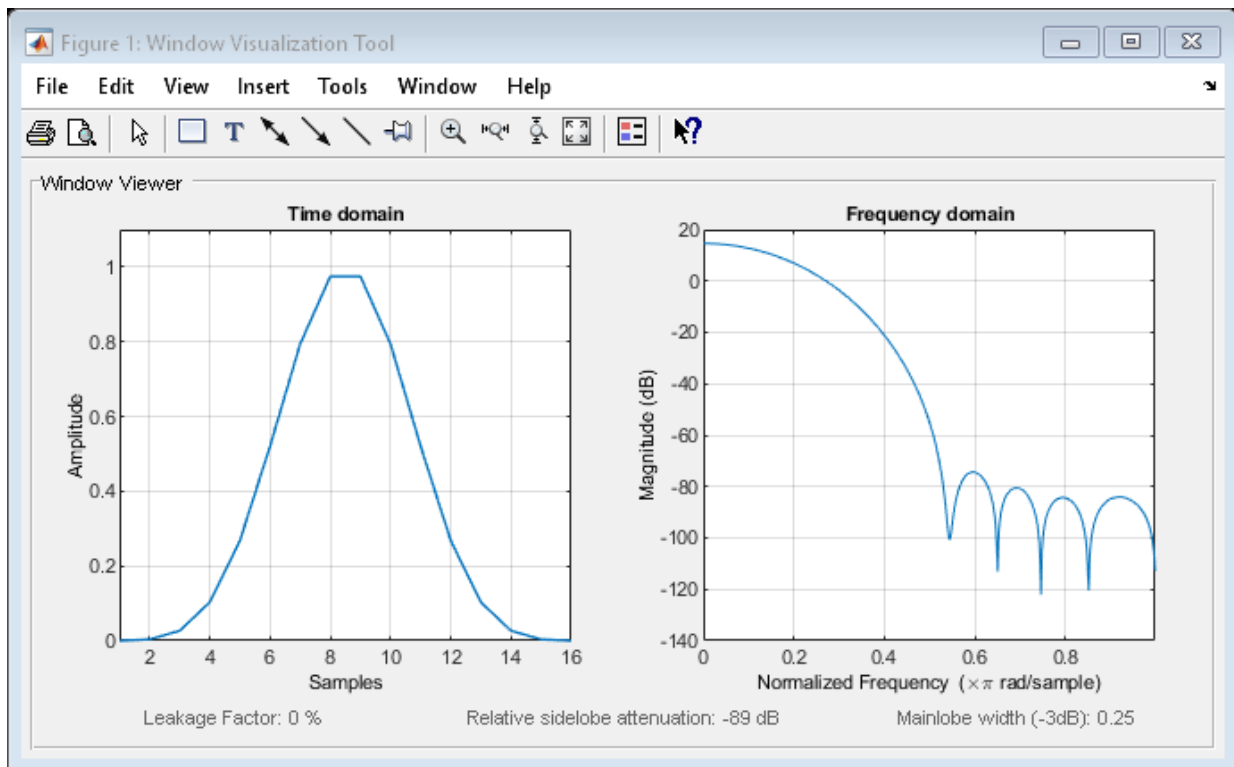 Figure 1: Window Visualization Tool
File Edit View Insert Tools Window Help
T
?
Window Viewer
Time domain
1
0.8
0.6
0.4
0.2
0
Amplitude
2 4 6 8 10 12 14 16
Samples
Frequency domain
20
0
-20
-40
-60
-80
-100
-120
-140
Magnitude (dB)
0 0.2 0.4 0.6 0.8
Normalized Frequency (×π rad/sample)
Leakage Factor: 0 % Relative sidelobe attenuation: -89 dB Mainlobe width (-3dB): 0.25